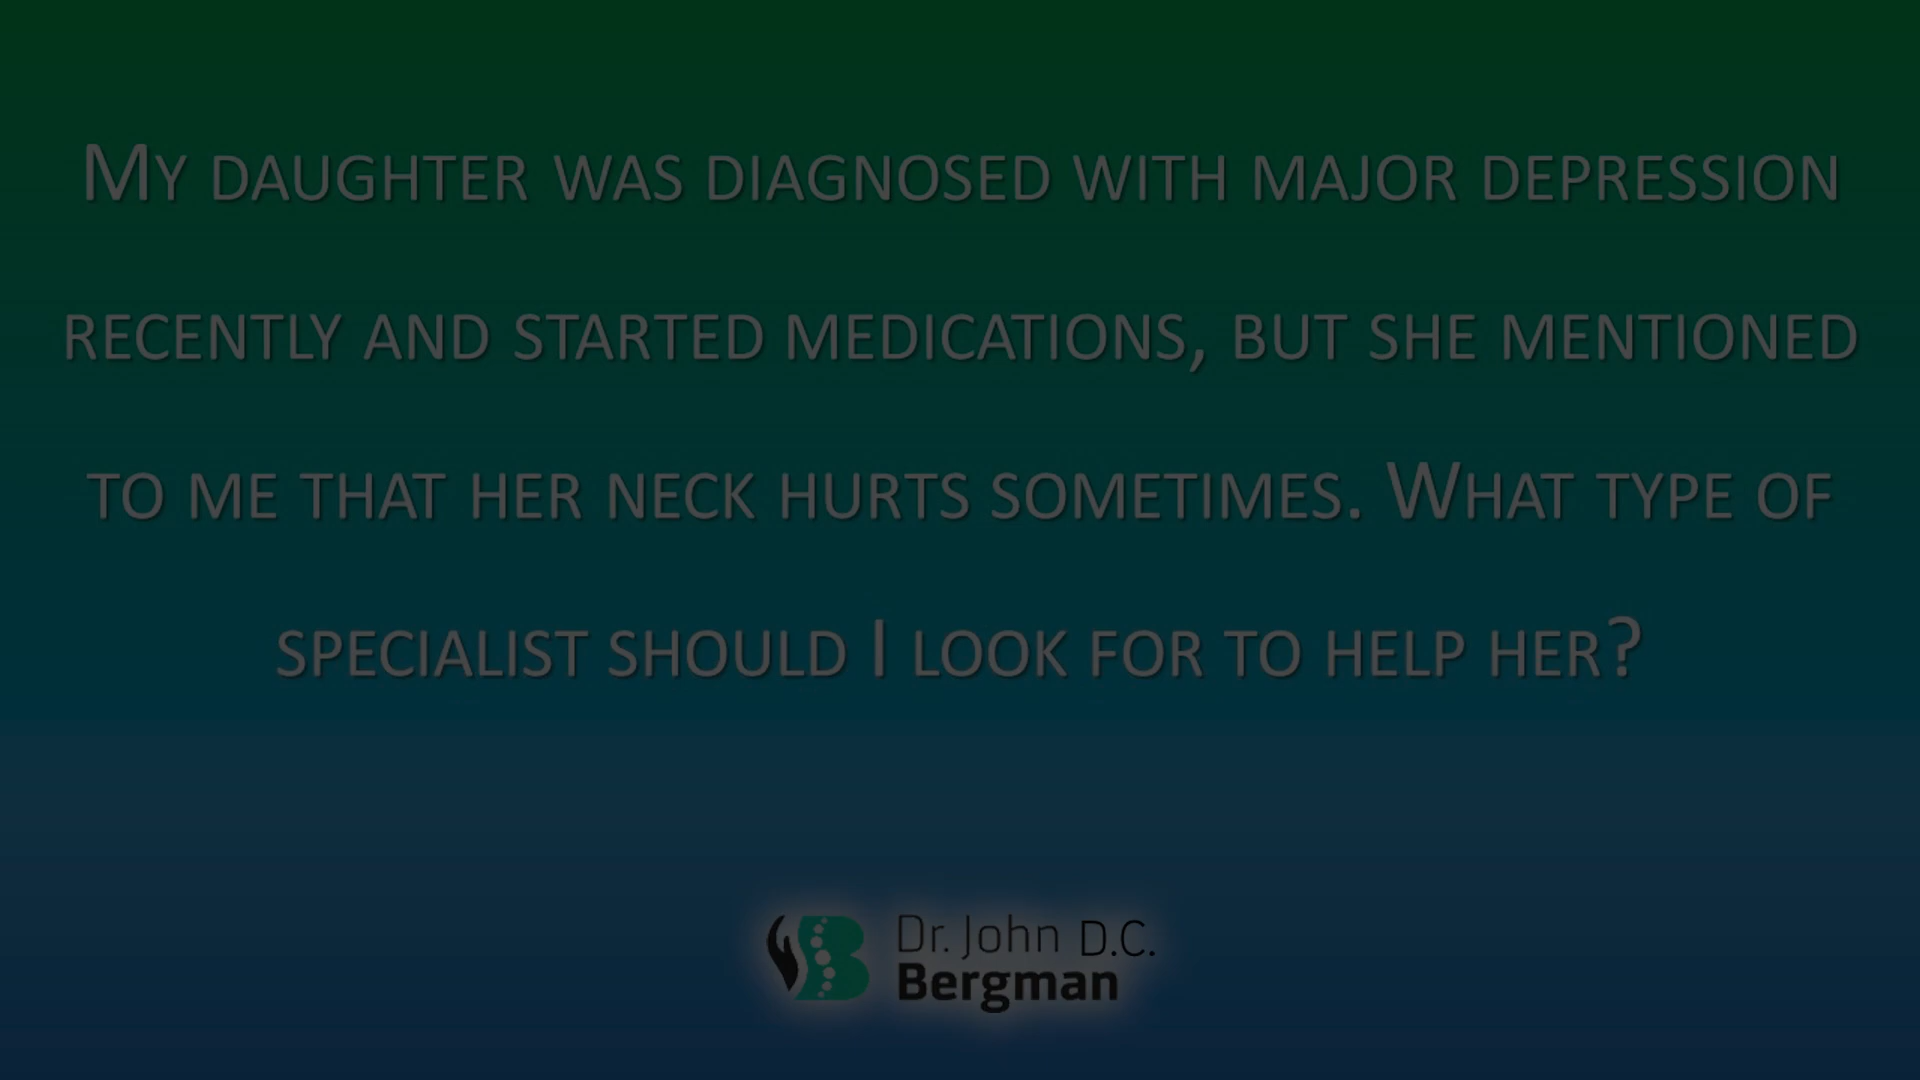 My daughter was diagnosed with major depression
recently and started medications, but she mentioned
to me that her neck hurts sometimes. What type of
specialist should I look for to help her?
Dr. John D.C.
Bergman